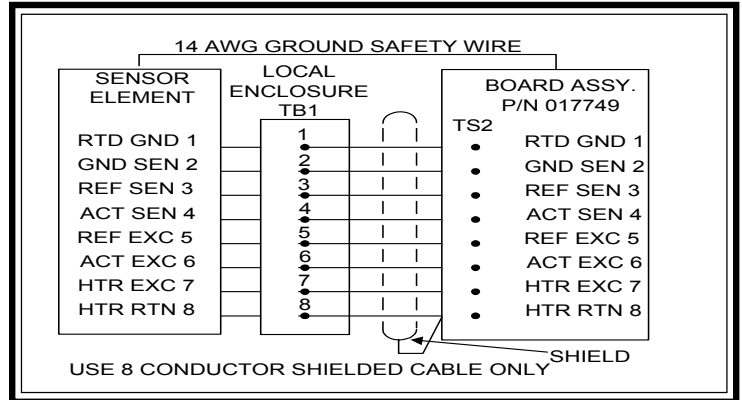 14 AWG GROUND SAFETY WIRE
SENSOR
ELEMENT
RTD GND 1
GND SEN 2
REF SEN 3
ACT SEN 4
REF EXC 5
ACT EXC 6
HTR EXC 7
HTR RTN 8
LOCAL
ENCLOSURE
TB1
1
2
3
4
5
6
7
8
BOARD ASSY.
P/N 017749
TS2
RTD GND 1
GND SEN 2
REF SEN 3
ACT SEN 4
REF EXC 5
ACT EXC 6
HTR EXC 7
HTR RTN 8
SHIELD
USE 8 CONDUCTOR SHIELDED CABLE ONLY